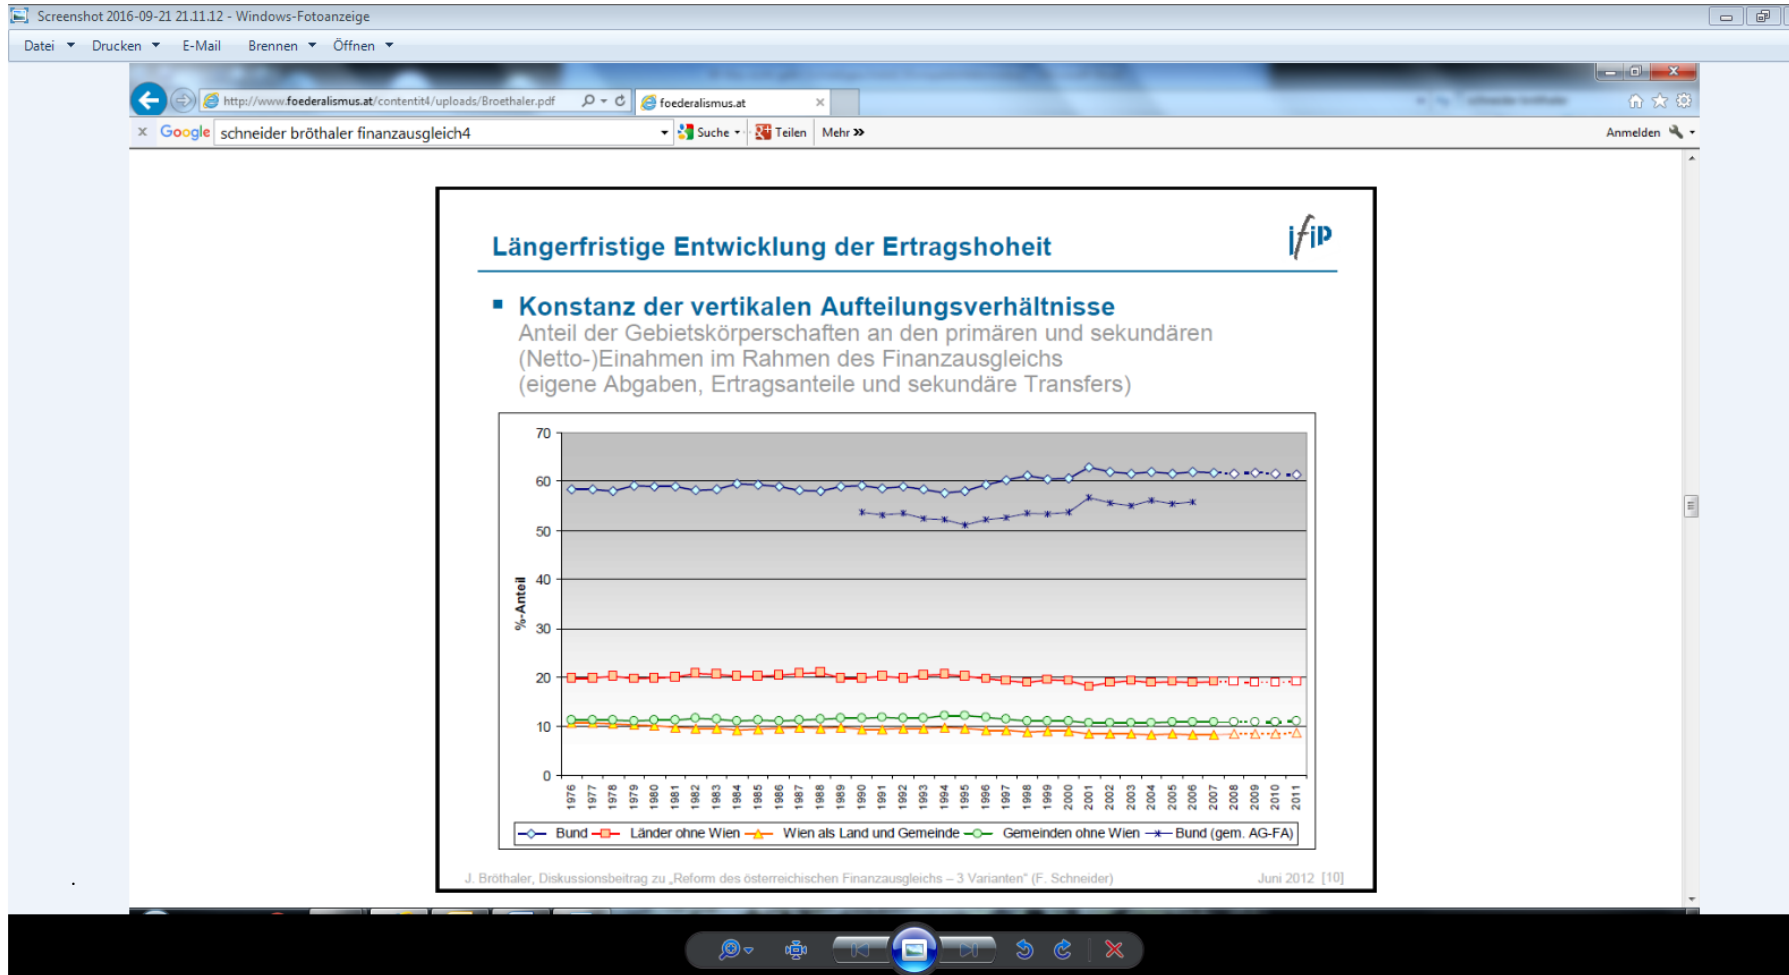 Screenshot 2016-09-21 21.11.12 - Windows-Fotoanzeige
Datei Drucken E-Mail Brennen Öffnen
http://www.foederalismus.at/contentit4/uploads/Broethaler.pdf foederalismus.at
x Google schneider bröthaler finanzausgleich4 Suche Teilen Mehr Anmelden
ifip
Längerfristige Entwicklung der Ertragshoheit
Konstanz der vertikalen Aufteilungsverhältnisse
Anteil der Gebietskörperschaften an den primären und sekundären
(Netto-)Einahmen im Rahmen des Finanzausgleichs
(eigene Abgaben, Ertragsanteile und sekundäre Transfers)
70
60
50
40
30
20
10
0
%-Anteil
1976 1977 1978 1979 1980 1981 1982 1983 1984 1985 1986 1987 1988 1989 1990 1991 1992 1993 1994 1995 1996 1997 1998 1999 2000 2001 2002 2003 2004 2005 2006 2007 2008 2009 2010 2011
Bund Länder ohne Wien Wien als Land und Gemeinde Gemeinden ohne Wien Bund (gem. AG-FA)
J. Bröthaler, Diskussionsbeitrag zu „Reform des österreichischen Finanzausgleichs – 3 Varianten" (F. Schneider) Juni 2012 [10]